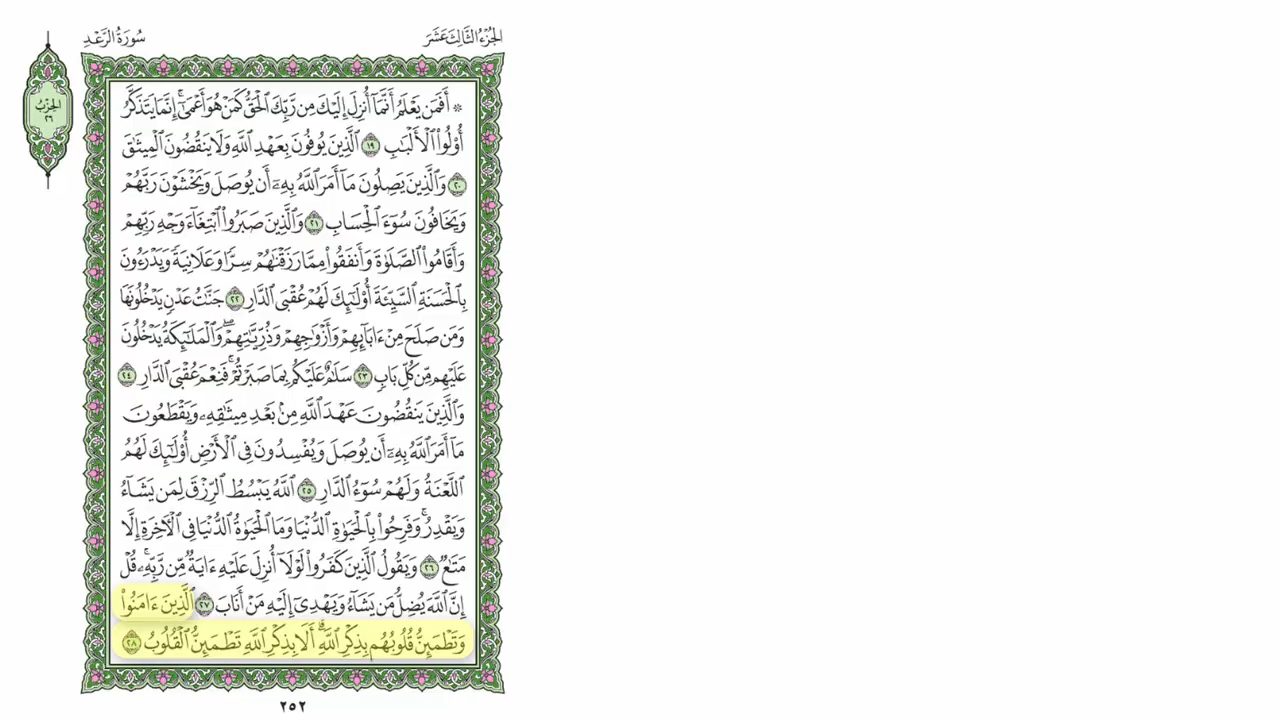 الجزء الثالث عشر
سورة الرعد
الحزب
٢٦
۞ أَفَمَن يَعْلَمُ أَنَّمَآ أُنزِلَ إِلَيْكَ مِن رَّبِّكَ ٱلْحَقُّ كَمَنْ هُوَ أَعْمَىٰٓ ۚ إِنَّمَا يَتَذَكَّرُ
أُو۟لُوا۟ ٱلْأَلْبَـٰبِ ١٩ ٱلَّذِينَ يُوفُونَ بِعَهْدِ ٱللَّهِ وَلَا يَنقُضُونَ ٱلْمِيثَـٰقَ
٢٠ وَٱلَّذِينَ يَصِلُونَ مَآ أَمَرَ ٱللَّهُ بِهِۦٓ أَن يُوصَلَ وَيَخْشَوْنَ رَبَّهُمْ
وَيَخَافُونَ سُوٓءَ ٱلْحِسَابِ ٢١ وَٱلَّذِينَ صَبَرُوا۟ ٱبْتِغَآءَ وَجْهِ رَبِّهِمْ
وَأَقَامُوا۟ ٱلصَّلَوٰةَ وَأَنفَقُوا۟ مِمَّا رَزَقْنَـٰهُمْ سِرًّا وَعَلَانِيَةً وَيَدْرَءُونَ
بِٱلْحَسَنَةِ ٱلسَّيِّئَةَ أُو۟لَـٰٓئِكَ لَهُمْ عُقْبَى ٱلدَّارِ ٢٢ جَنَّـٰتُ عَدْنٍ يَدْخُلُونَهَا
وَمَن صَلَحَ مِنْ ءَابَآئِهِمْ وَأَزْوَٰجِهِمْ وَذُرِّيَّـٰتِهِمْ ۖ وَٱلْمَلَـٰٓئِكَةُ يَدْخُلُونَ
عَلَيْهِم مِّن كُلِّ بَابٍ ٢٣ سَلَـٰمٌ عَلَيْكُم بِمَا صَبَرْتُمْ ۚ فَنِعْمَ عُقْبَى ٱلدَّارِ ٢٤
وَٱلَّذِينَ يَنقُضُونَ عَهْدَ ٱللَّهِ مِنۢ بَعْدِ مِيثَـٰقِهِۦ وَيَقْطَعُونَ
مَآ أَمَرَ ٱللَّهُ بِهِۦٓ أَن يُوصَلَ وَيُفْسِدُونَ فِى ٱلْأَرْضِ أُو۟لَـٰٓئِكَ لَهُمُ
ٱللَّعْنَةُ وَلَهُمْ سُوٓءُ ٱلدَّارِ ٢٥ ٱللَّهُ يَبْسُطُ ٱلرِّزْقَ لِمَن يَشَآءُ
وَيَقْدِرُ ۚ وَفَرِحُوا۟ بِٱلْحَيَوٰةِ ٱلدُّنْيَا وَمَا ٱلْحَيَوٰةُ ٱلدُّنْيَا فِى ٱلْـَٔاخِرَةِ إِلَّا
مَتَـٰعٌ ٢٦ وَيَقُولُ ٱلَّذِينَ كَفَرُوا۟ لَوْلَآ أُنزِلَ عَلَيْهِ ءَايَةٌ مِّن رَّبِّهِۦ ۗ قُلْ
إِنَّ ٱللَّهَ يُضِلُّ مَن يَشَآءُ وَيَهْدِىٓ إِلَيْهِ مَنْ أَنَابَ ٢٧ ٱلَّذِينَ ءَامَنُوا۟
وَتَطْمَئِنُّ قُلُوبُهُم بِذِكْرِ ٱللَّهِ ۗ أَلَا بِذِكْرِ ٱللَّهِ تَطْمَئِنُّ ٱلْقُلُوبُ ٢٨
٢٥٢